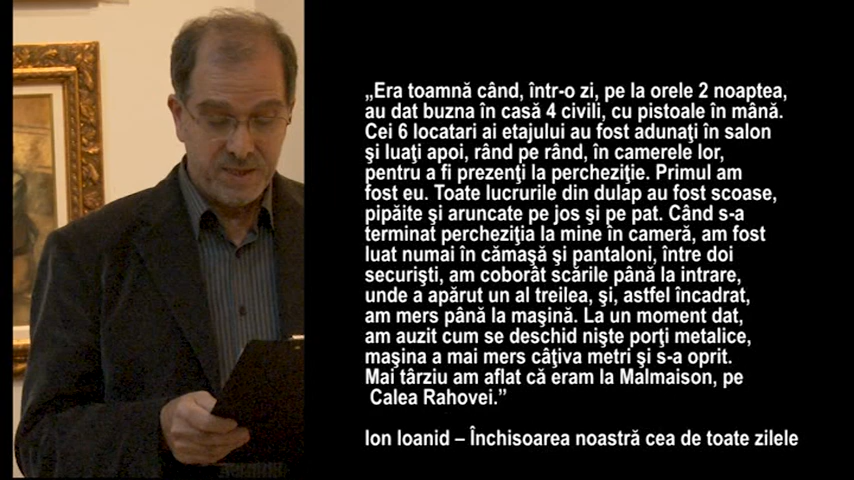 „Era toamnă când, într-o zi, pe la orele 2 noaptea,
au dat buzna în casă 4 civili, cu pistoale în mână.
Cei 6 locatari ai etajului au fost adunaţi în salon
şi luaţi apoi, rând pe rând, în camerele lor,
pentru a fi prezenţi la percheziţie. Primul am
fost eu. Toate lucrurile din dulap au fost scoase,
pipăite şi aruncate pe jos şi pe pat. Când s-a
terminat percheziţia la mine în cameră, am fost
luat numai în cămaşă şi pantaloni, între doi
securişti, am coborât scările până la intrare,
unde a apărut un al treilea, şi, astfel încadrat,
am mers până la maşină. La un moment dat,
am auzit cum se deschid nişte porţi metalice,
maşina a mai mers câţiva metri şi s-a oprit.
Mai târziu am aflat că eram la Malmaison, pe
Calea Rahovei.”
Ion Ioanid – Închisoarea noastră cea de toate zilele